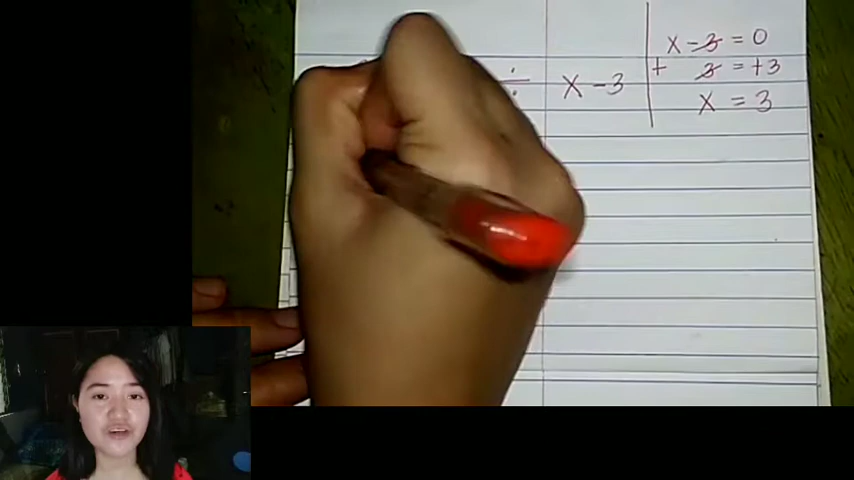 ÷ x - 3
x - 3 = 0
+ 3 = +3
x = 3